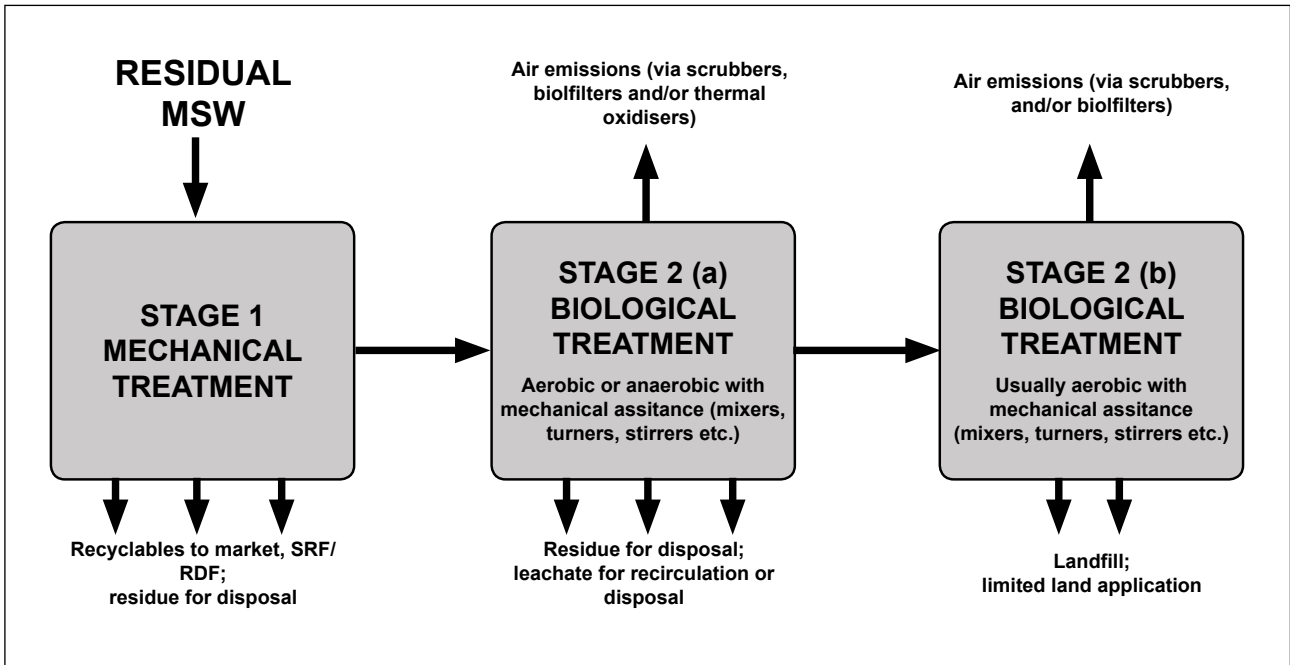 RESIDUAL
MSW
Air emissions (via scrubbers,
biolfilters and/or thermal
oxidisers)
Air emissions (via scrubbers,
and/or biolfilters)
STAGE 1
MECHANICAL
TREATMENT
STAGE 2 (a)
BIOLOGICAL
TREATMENT
Aerobic or anaerobic with
mechanical assitance (mixers,
turners, stirrers etc.)
STAGE 2 (b)
BIOLOGICAL
TREATMENT
Usually aerobic with
mechanical assitance
(mixers, turners, stirrers etc.)
Recyclables to market, SRF/
RDF;
residue for disposal
Residue for disposal;
leachate for recirculation or
disposal
Landfill;
limited land application